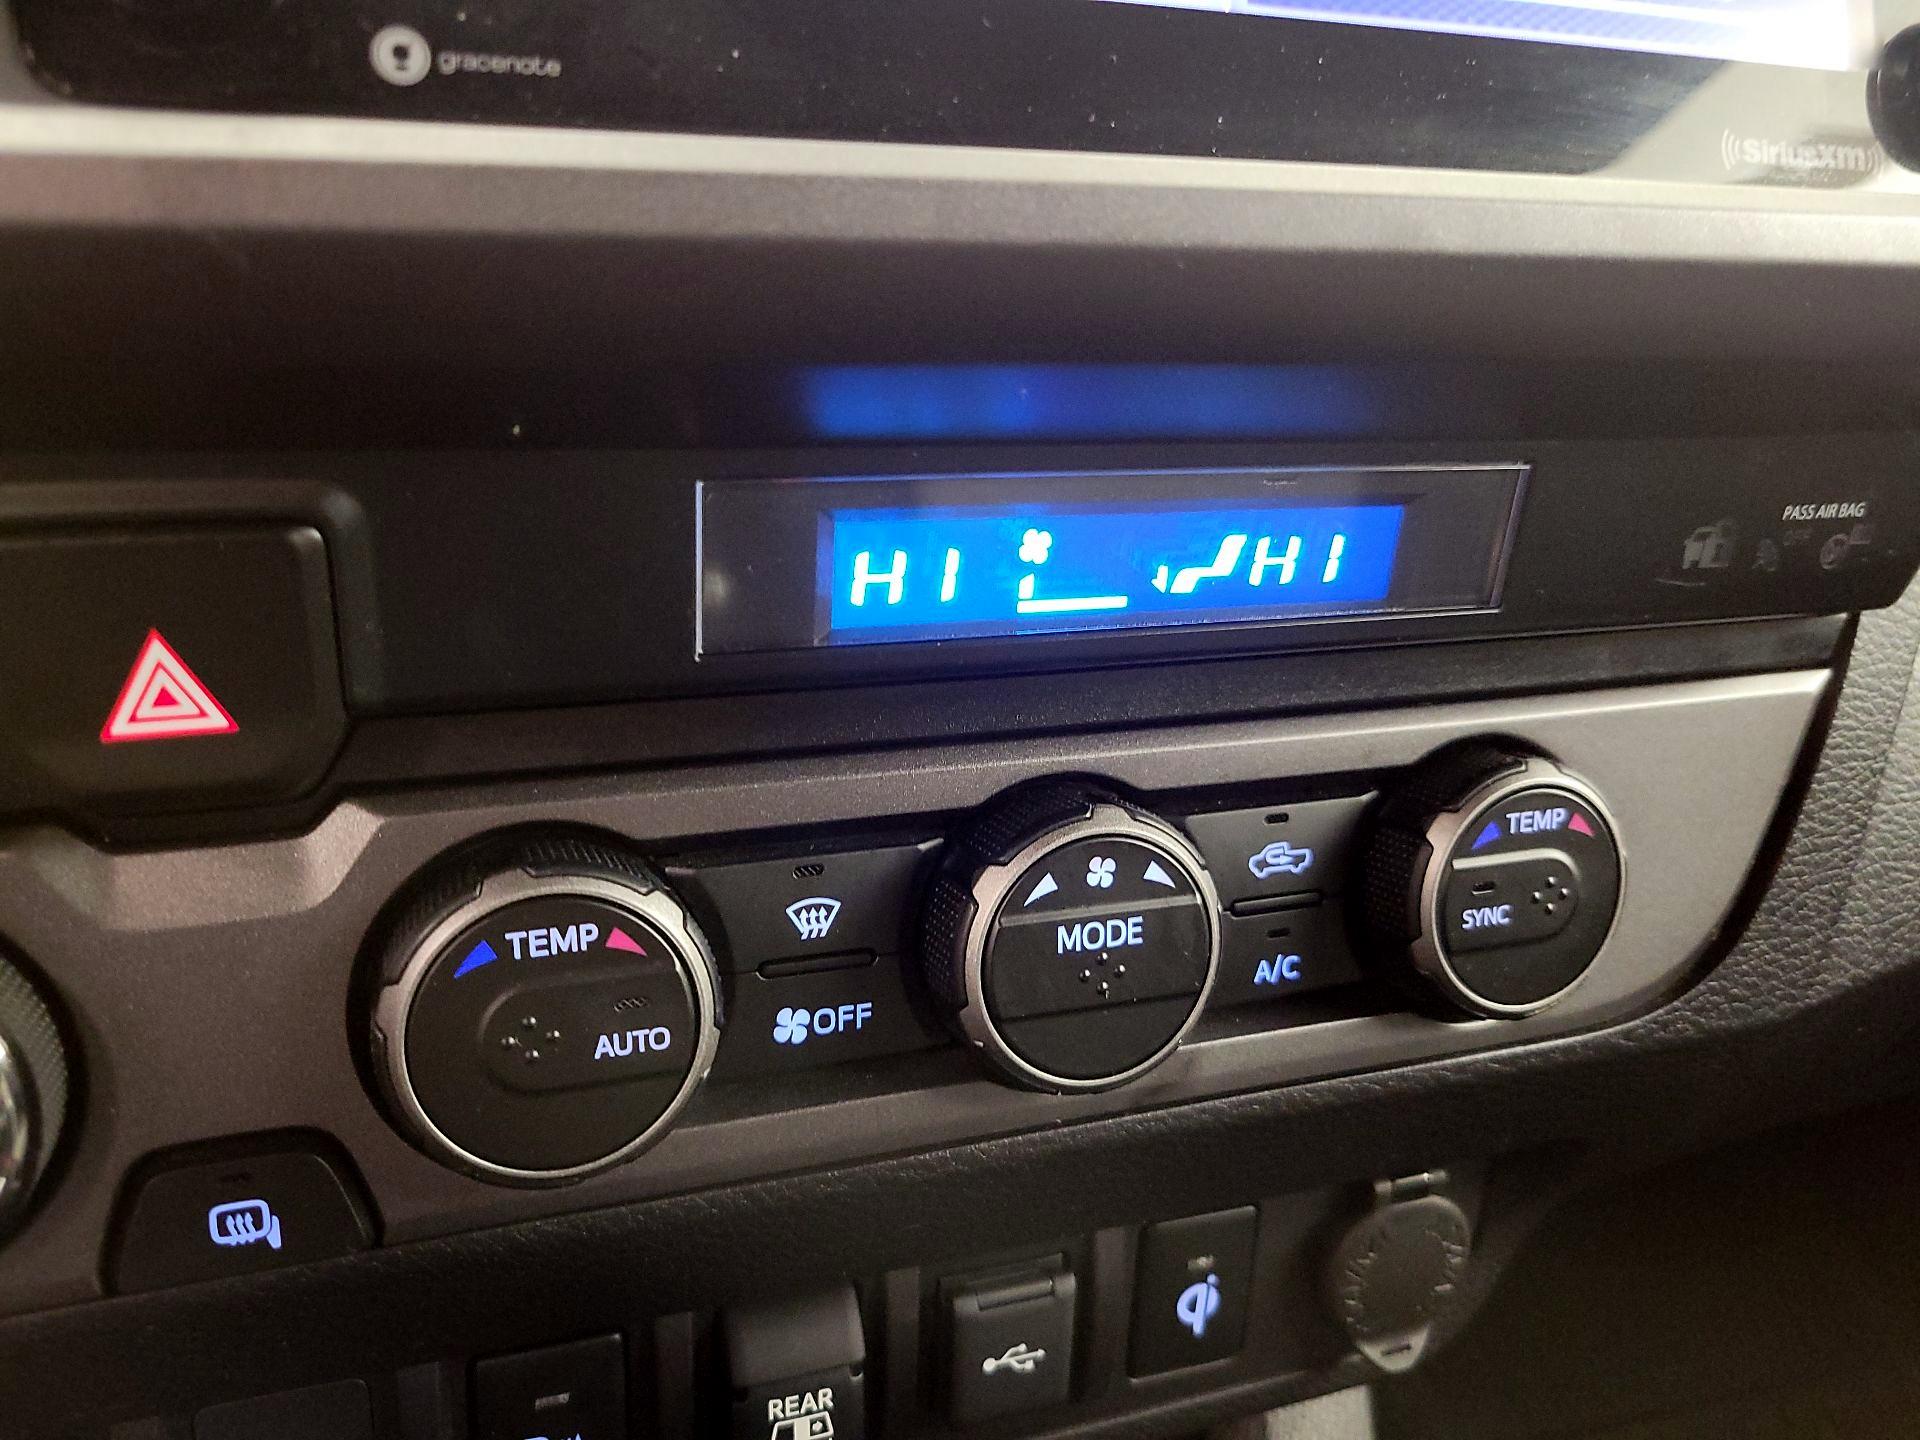 gracenote
((SiriusXM))
PASS AIR BAG
HI HI
TEMP
AUTO
OFF
MODE
A/C
TEMP
SYNC
REAR